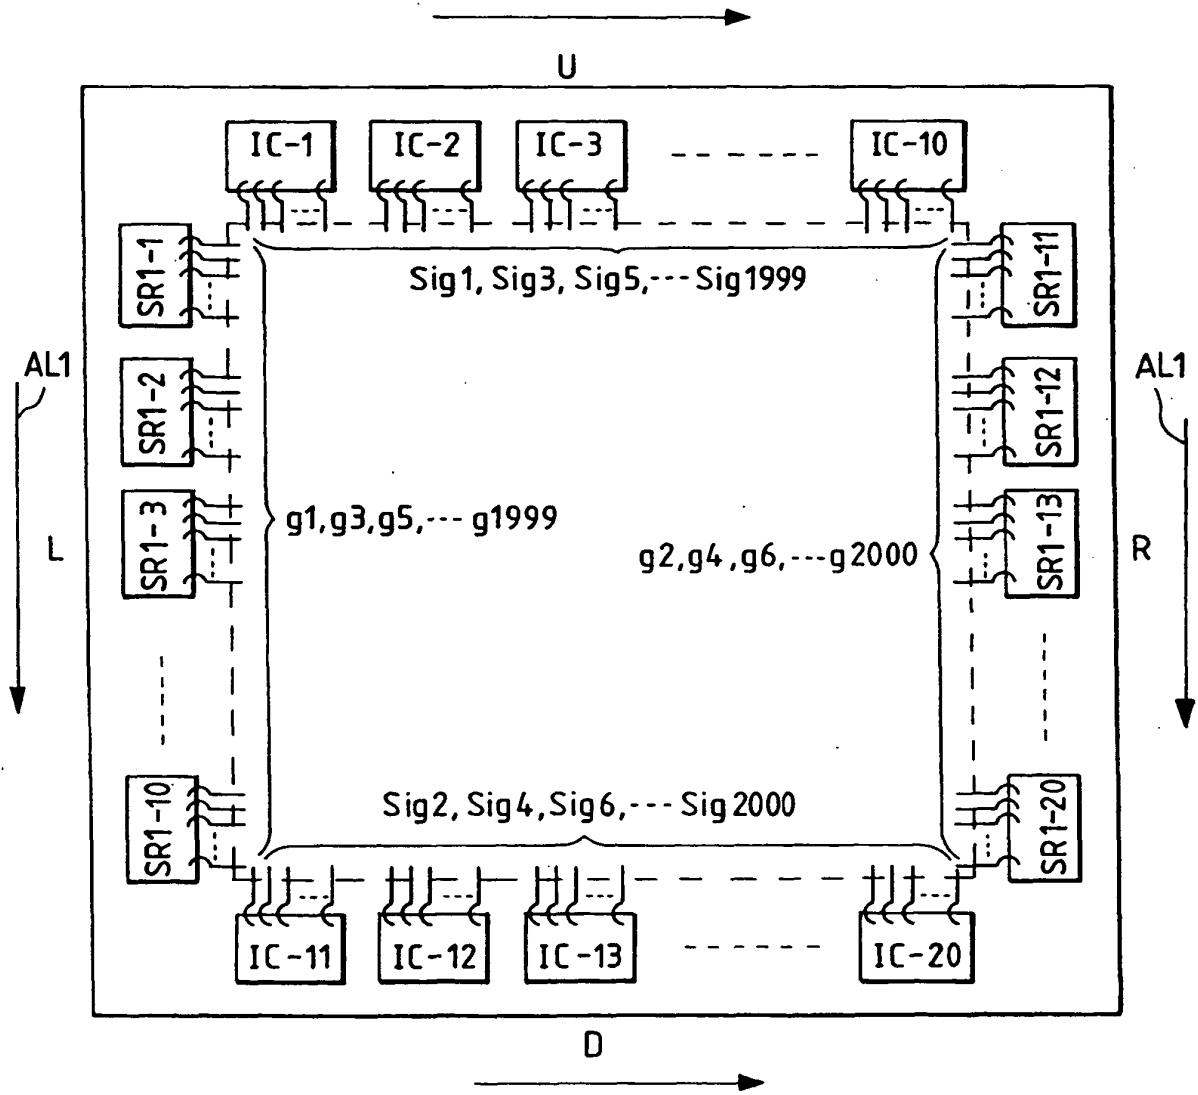 U
IC-1 IC-2 IC-3 ------ IC-10
Sig1, Sig3, Sig5, --- Sig1999
SR1-1
SR1-11
AL1
SR1-2
SR1-12
AL1
g1, g3, g5, --- g1999
L
SR1-3
g2, g4, g6, --- g2000
SR1-13
R
Sig2, Sig4, Sig6, --- Sig2000
SR1-10
SR1-20
IC-11 IC-12 IC-13 ------ IC-20
D